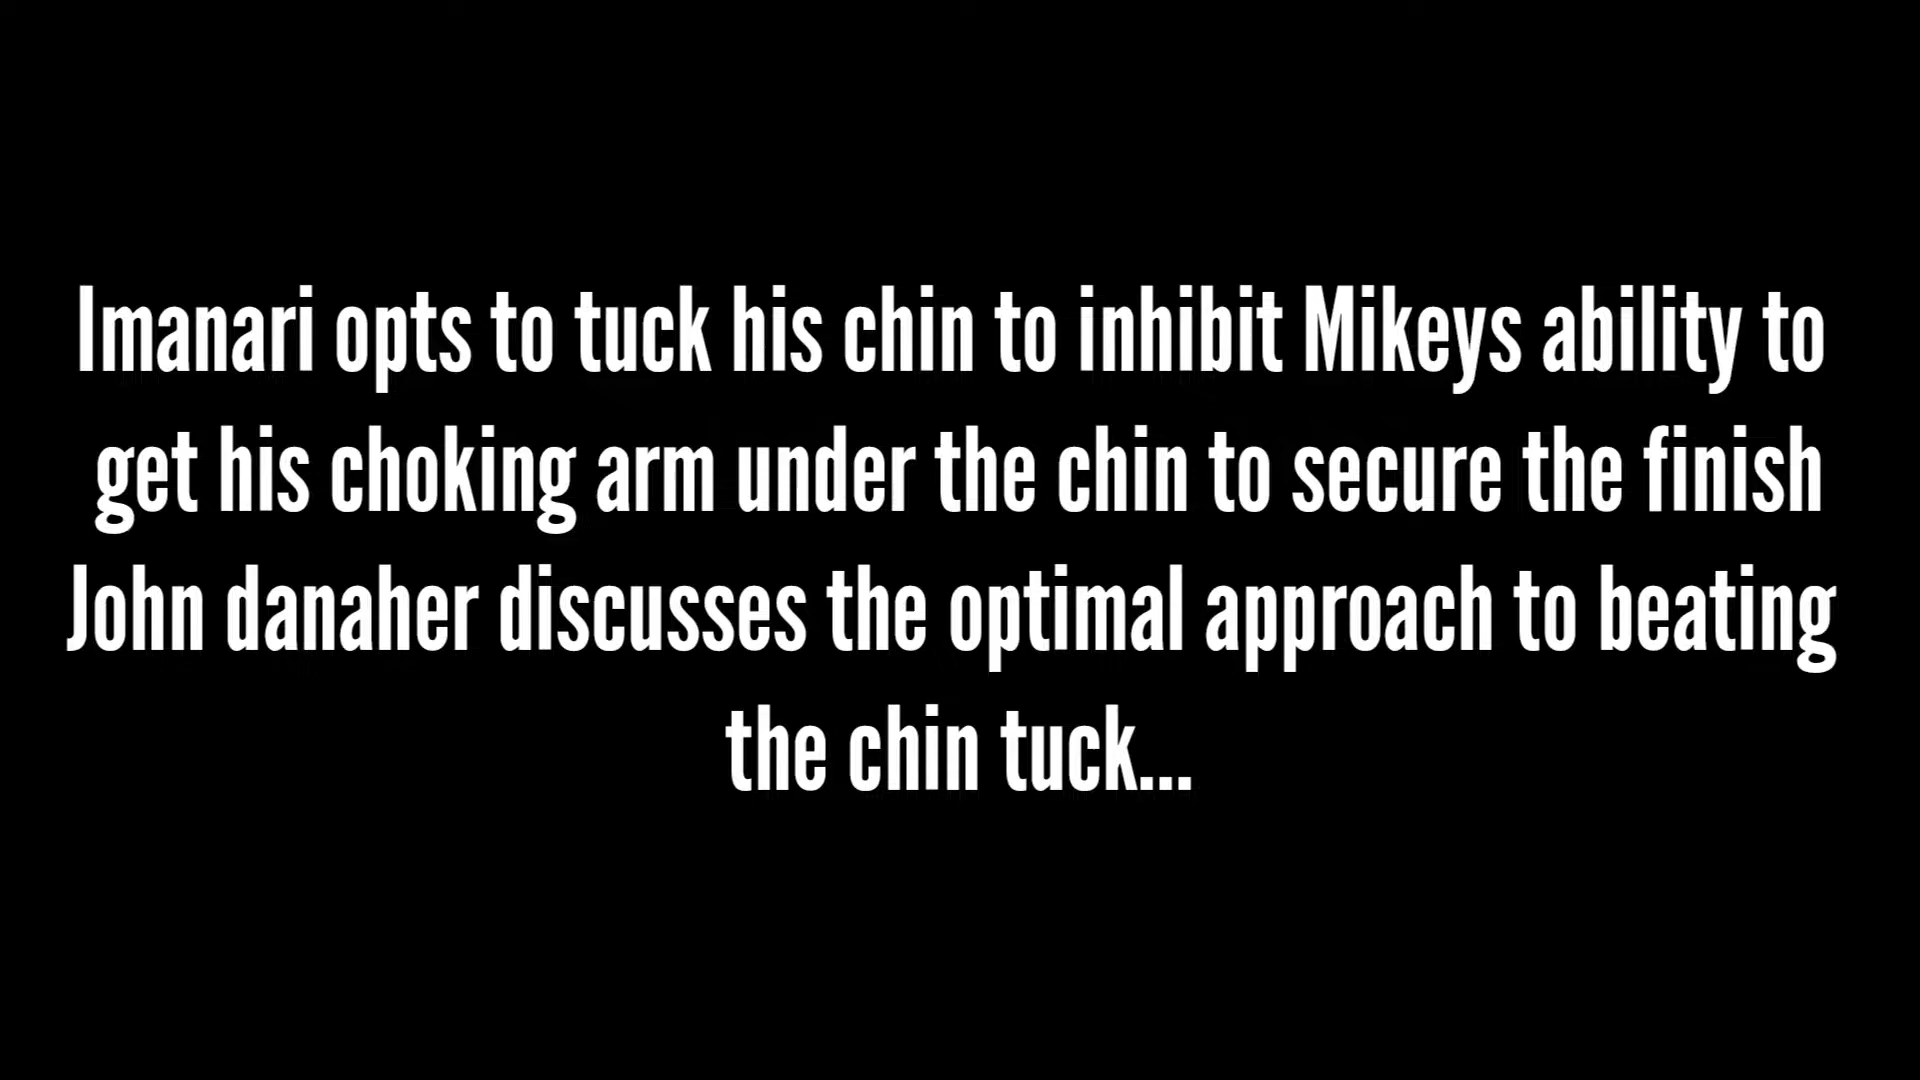 Imanari opts to tuck his chin to inhibit Mikeys ability to
get his choking arm under the chin to secure the finish
John danaher discusses the optimal approach to beating
the chin tuck...